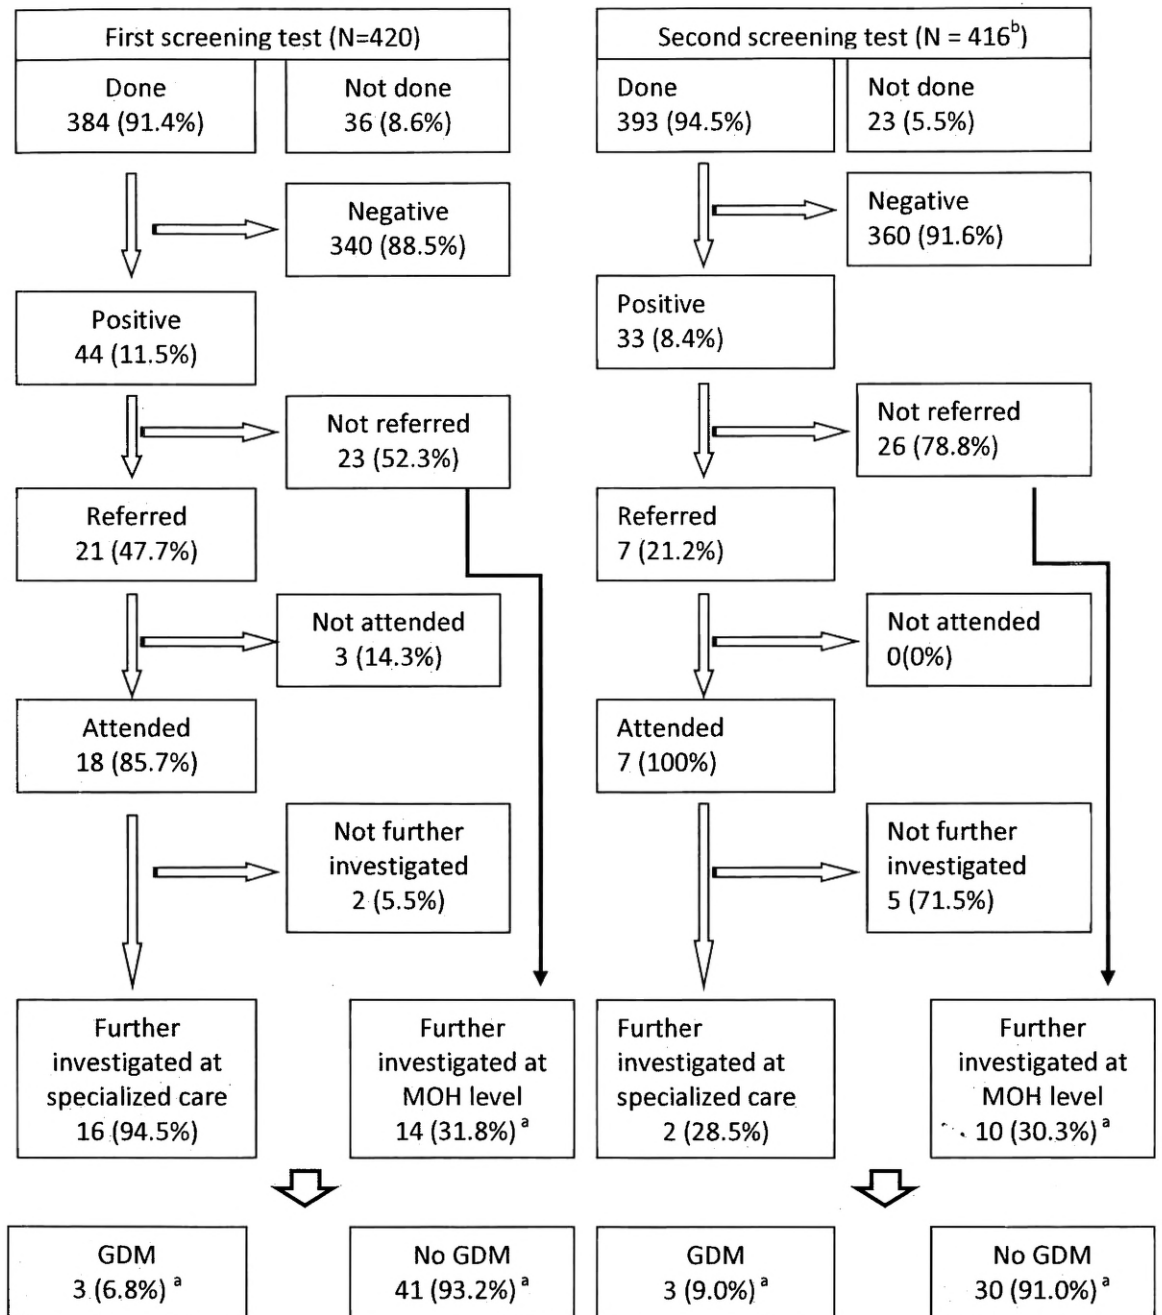 First screening test (N=420)
Done
384 (91.4%)
Not done
36 (8.6%)
Negative
340 (88.5%)
Positive
44 (11.5%)
Not referred
23 (52.3%)
Referred
21 (47.7%)
Not attended
3 (14.3%)
Attended
18 (85.7%)
Not further
investigated
2 (5.5%)
Further
investigated at
specialized care
16 (94.5%)
Further
investigated at
MOH level
14 (31.8%) a
GDM
3 (6.8%) a
No GDM
41 (93.2%) a
Second screening test (N = 416b)
Done
393 (94.5%)
Not done
23 (5.5%)
Negative
360 (91.6%)
Positive
33 (8.4%)
Not referred
26 (78.8%)
Referred
7 (21.2%)
Not attended
0(0%)
Attended
7 (100%)
Not further
investigated
5 (71.5%)
Further
investigated at
specialized care
2 (28.5%)
Further
investigated at
MOH level
10 (30.3%) a
GDM
3 (9.0%) a
No GDM
30 (91.0%) a